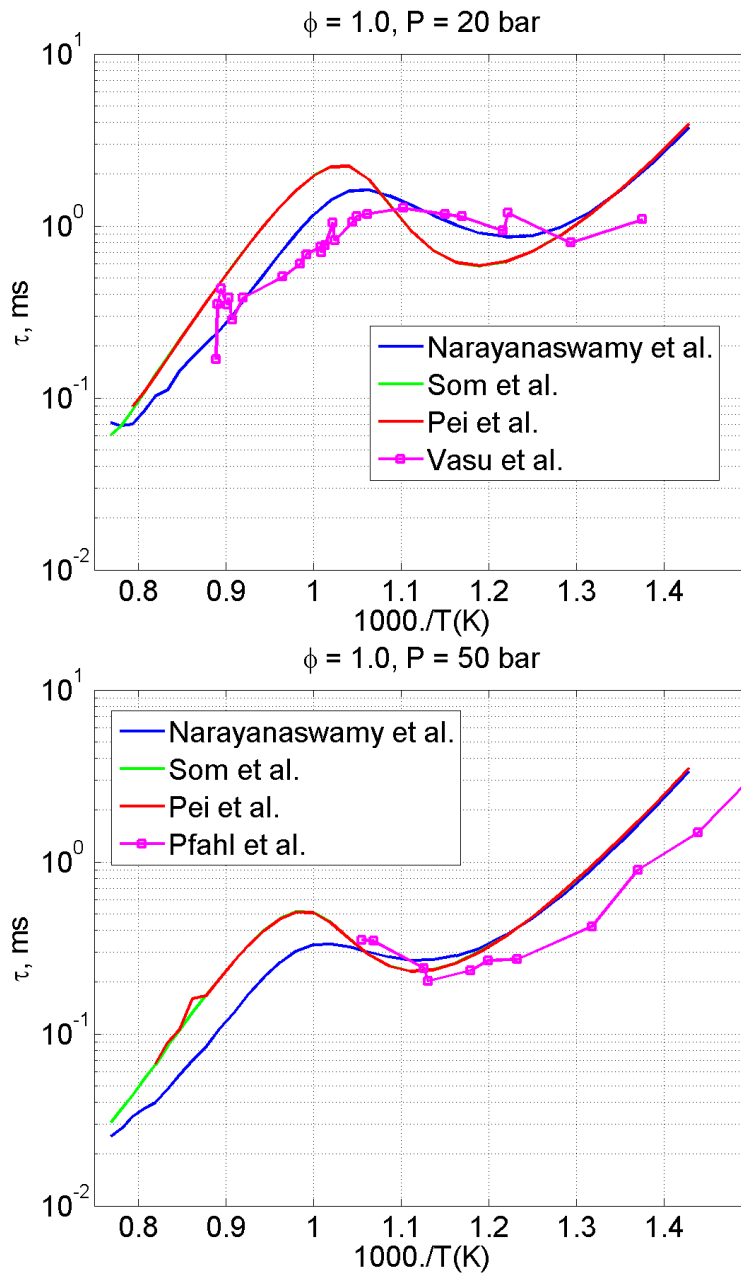 ϕ = 1.0, P = 20 bar
10^1
10^0
10^-1
10^-2
τ, ms
Narayanaswamy et al.
Som et al.
Pei et al.
Vasu et al.
0.8 0.9 1 1.1 1.2 1.3 1.4
1000./T(K)
ϕ = 1.0, P = 50 bar
10^1
10^0
10^-1
10^-2
τ, ms
Narayanaswamy et al.
Som et al.
Pei et al.
Pfahl et al.
0.8 0.9 1 1.1 1.2 1.3 1.4
1000./T(K)